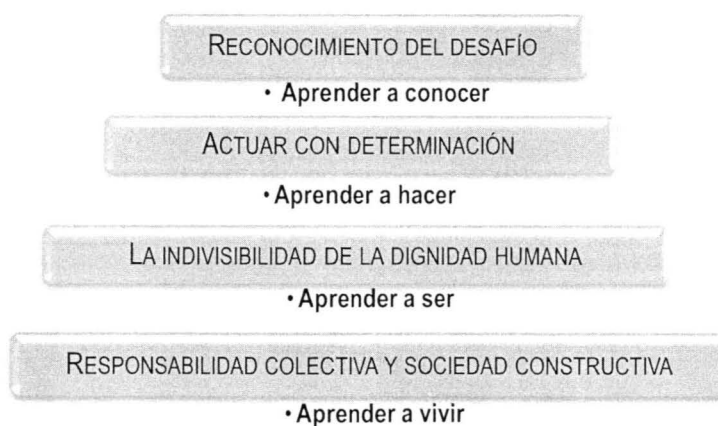 RECONOCIMIENTO DEL DESAFÍO
• Aprender a conocer
ACTUAR CON DETERMINACIÓN
• Aprender a hacer
LA INDIVISIBILIDAD DE LA DIGNIDAD HUMANA
• Aprender a ser
RESPONSABILIDAD COLECTIVA Y SOCIEDAD CONSTRUCTIVA
• Aprender a vivir